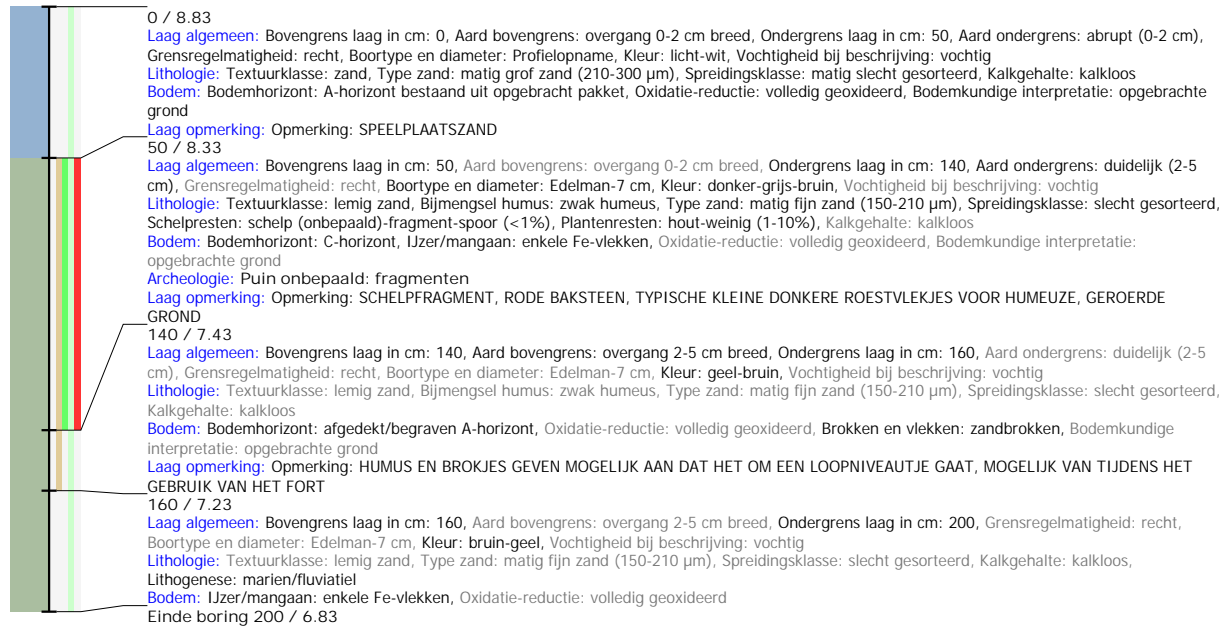 0 / 8.83
Laag algemeen: Bovengrens laag in cm: 0, Aard bovengrens: overgang 0-2 cm breed, Ondergrens laag in cm: 50, Aard ondergrens: abrupt (0-2 cm),
Grensregelmatigheid: recht, Boortype en diameter: Profielopname, Kleur: licht-wit, Vochtigheid bij beschrijving: vochtig
Lithologie: Textuurklasse: zand, Type zand: matig grof zand (210-300 µm), Spreidingsklasse: matig slecht gesorteerd, Kalkgehalte: kalkloos
Bodem: Bodemhorizont: A-horizont bestaand uit opgebracht pakket, Oxidatie-reductie: volledig geoxideerd, Bodemkundige interpretatie: opgebrachte
grond
Laag opmerking: Opmerking: SPEELPLAATSZAND
50 / 8.33
Laag algemeen: Bovengrens laag in cm: 50, Aard bovengrens: overgang 0-2 cm breed, Ondergrens laag in cm: 140, Aard ondergrens: duidelijk (2-5
cm), Grensregelmatigheid: recht, Boortype en diameter: Edelman-7 cm, Kleur: donker-grijs-bruin, Vochtigheid bij beschrijving: vochtig
Lithologie: Textuurklasse: lemig zand, Bijmengsel humus: zwak humeus, Type zand: matig fijn zand (150-210 µm), Spreidingsklasse: slecht gesorteerd,
Schelpresten: schelp (onbepaald)-fragment-spoor (<1%), Plantenresten: hout-weinig (1-10%), Kalkgehalte: kalkloos
Bodem: Bodemhorizont: C-horizont, IJzer/mangaan: enkele Fe-vlekken, Oxidatie-reductie: volledig geoxideerd, Bodemkundige interpretatie:
opgebrachte grond
Archeologie: Puin onbepaald: fragmenten
Laag opmerking: Opmerking: SCHELPFRAGMENT, RODE BAKSTEEN, TYPISCHE KLEINE DONKERE ROESTVLEKJES VOOR HUMEUZE, GEROERDE
GROND
140 / 7.43
Laag algemeen: Bovengrens laag in cm: 140, Aard bovengrens: overgang 2-5 cm breed, Ondergrens laag in cm: 160, Aard ondergrens: duidelijk (2-5
cm), Grensregelmatigheid: recht, Boortype en diameter: Edelman-7 cm, Kleur: geel-bruin, Vochtigheid bij beschrijving: vochtig
Lithologie: Textuurklasse: lemig zand, Bijmengsel humus: zwak humeus, Type zand: matig fijn zand (150-210 µm), Spreidingsklasse: slecht gesorteerd,
Kalkgehalte: kalkloos
Bodem: Bodemhorizont: afgedekt/begraven A-horizont, Oxidatie-reductie: volledig geoxideerd, Brokken en vlekken: zandbrokken, Bodemkundige
interpretatie: opgebrachte grond
Laag opmerking: Opmerking: HUMUS EN BROKJES GEVEN MOGELIJK AAN DAT HET OM EEN LOOPNIVEAUTJE GAAT, MOGELIJK VAN TIJDENS HET
GEBRUIK VAN HET FORT
160 / 7.23
Laag algemeen: Bovengrens laag in cm: 160, Aard bovengrens: overgang 2-5 cm breed, Ondergrens laag in cm: 200, Grensregelmatigheid: recht,
Boortype en diameter: Edelman-7 cm, Kleur: bruin-geel, Vochtigheid bij beschrijving: vochtig
Lithologie: Textuurklasse: lemig zand, Type zand: matig fijn zand (150-210 µm), Spreidingsklasse: slecht gesorteerd, Kalkgehalte: kalkloos,
Lithogenese: marien/fluviatiel
Bodem: IJzer/mangaan: enkele Fe-vlekken, Oxidatie-reductie: volledig geoxideerd
Einde boring 200 / 6.83